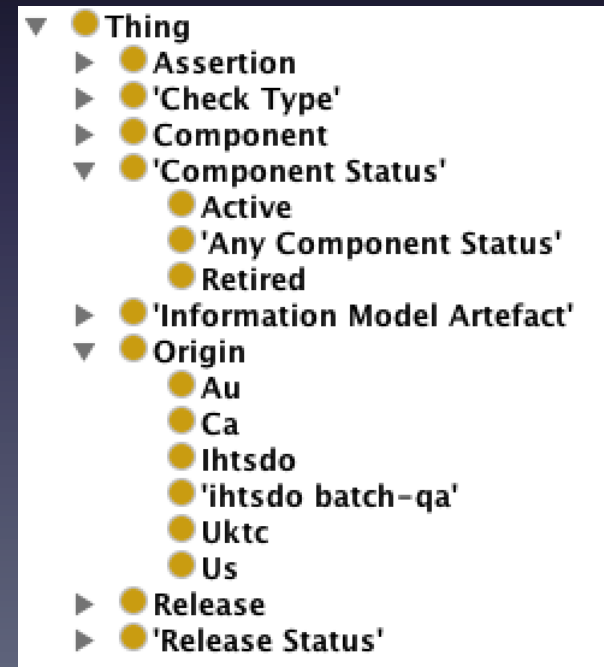 Thing
Assertion
'Check Type'
Component
'Component Status'
Active
'Any Component Status'
Retired
'Information Model Artefact'
Origin
Au
Ca
Ihtsdo
'ihtsdo batch-qa'
Uktc
Us
Release
'Release Status'